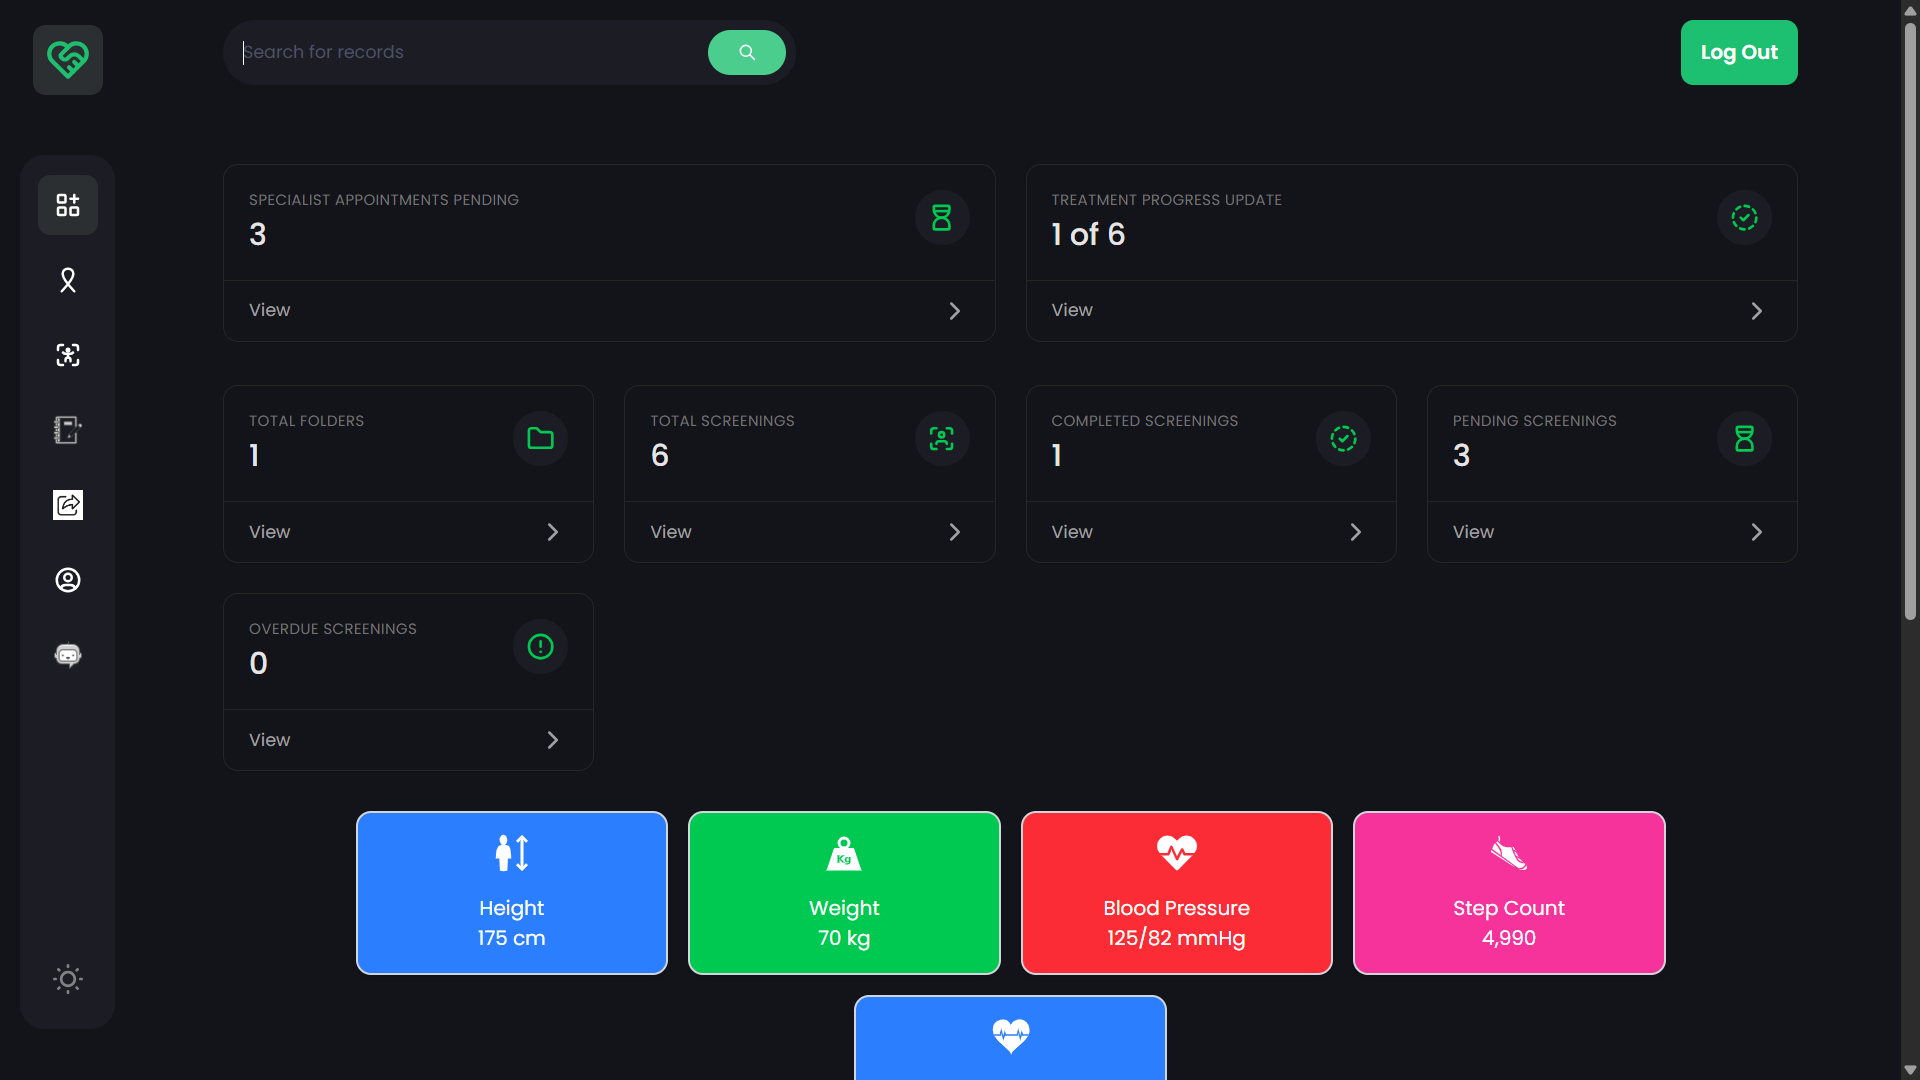 Search for records
Log Out
SPECIALIST APPOINTMENTS PENDING
3
View
TREATMENT PROGRESS UPDATE
1 of 6
View
TOTAL FOLDERS
1
View
TOTAL SCREENINGS
6
View
COMPLETED SCREENINGS
1
View
PENDING SCREENINGS
3
View
OVERDUE SCREENINGS
0
View
Height
175 cm
Kg
Weight
70 kg
Blood Pressure
125/82 mmHg
Step Count
4,990